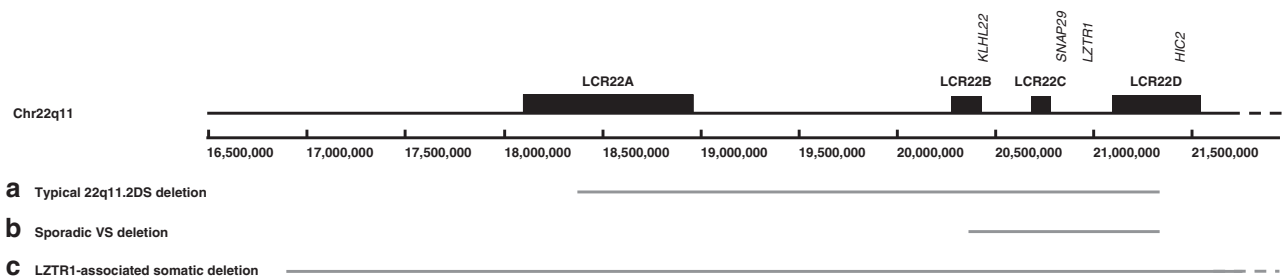 KLHL22
SNAP29
LZTR1
HIC2
LCR22A
LCR22B
LCR22C
LCR22D
Chr22q11
16,500,000 17,000,000 17,500,000 18,000,000 18,500,000 19,000,000 19,500,000 20,000,000 20,500,000 21,000,000 21,500,000
a Typical 22q11.2DS deletion
b Sporadic VS deletion
c LZTR1-associated somatic deletion